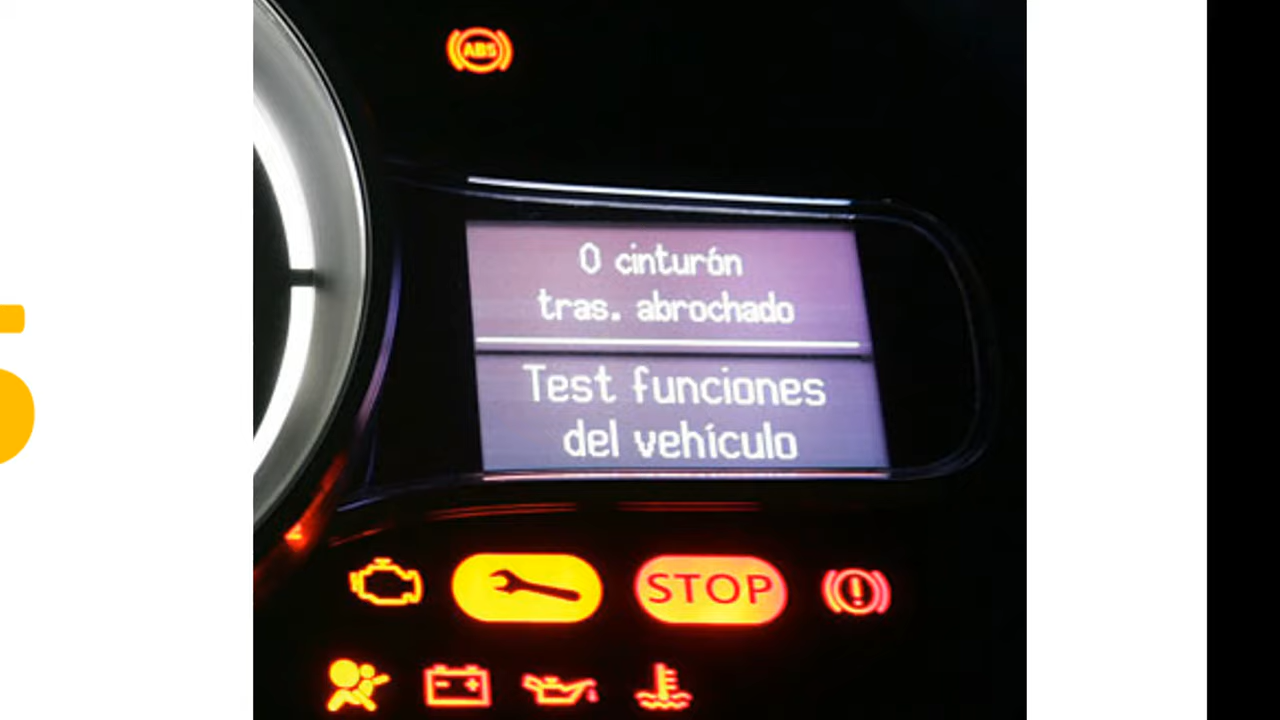 ABS
0 cinturón
tras. abrochado
Test funciones
del vehículo
STOP